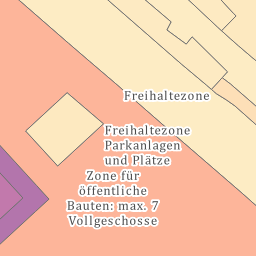 Freihaltezone
Freihaltezone
Parkanlagen
und Plätze
Zone für
öffentliche
Bauten: max. 7
Vollgeschosse